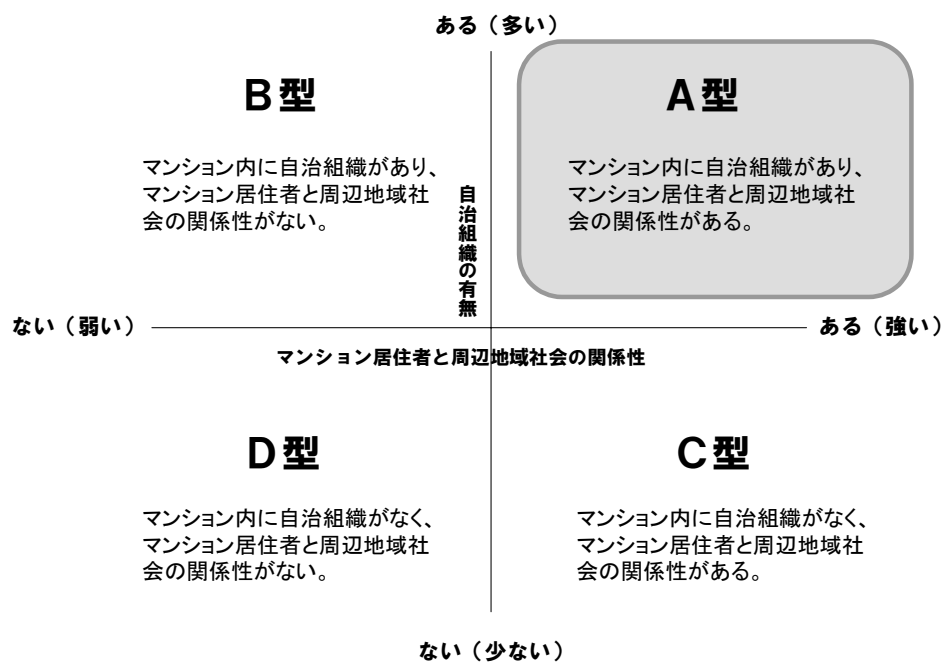 ある（多い）
B型
マンション内に自治組織があり、
マンション居住者と周辺地域社
会の関係性がない。
A型
マンション内に自治組織があり、
マンション居住者と周辺地域社
会の関係性がある。
自治組織の有無
ない（弱い）
ある（強い）
マンション居住者と周辺地域社会の関係性
D型
マンション内に自治組織がなく、
マンション居住者と周辺地域社
会の関係性がない。
C型
マンション内に自治組織がなく、
マンション居住者と周辺地域社
会の関係性がある。
ない（少ない）